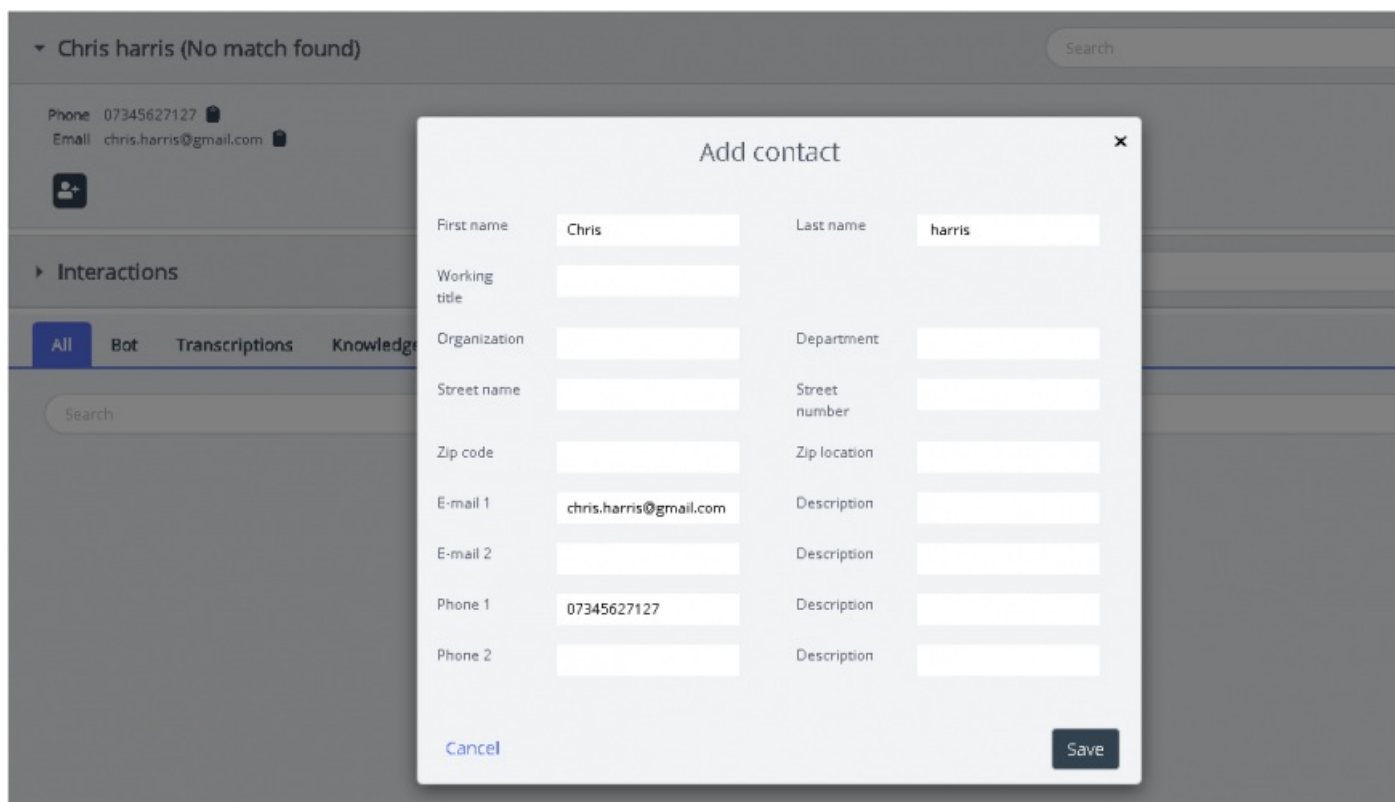 Chris harris (No match found)
Search
Phone 07345627127
Email chris.harris@gmail.com
Add contact
First name Chris Last name harris
Interactions
Working
title
All Bot Transcriptions Knowledge
Organization Department
Street name Street
number
Search
Zip code Zip location
E-mail 1 chris.harris@gmail.com Description
E-mail 2 Description
Phone 1 07345627127 Description
Phone 2 Description
Cancel Save